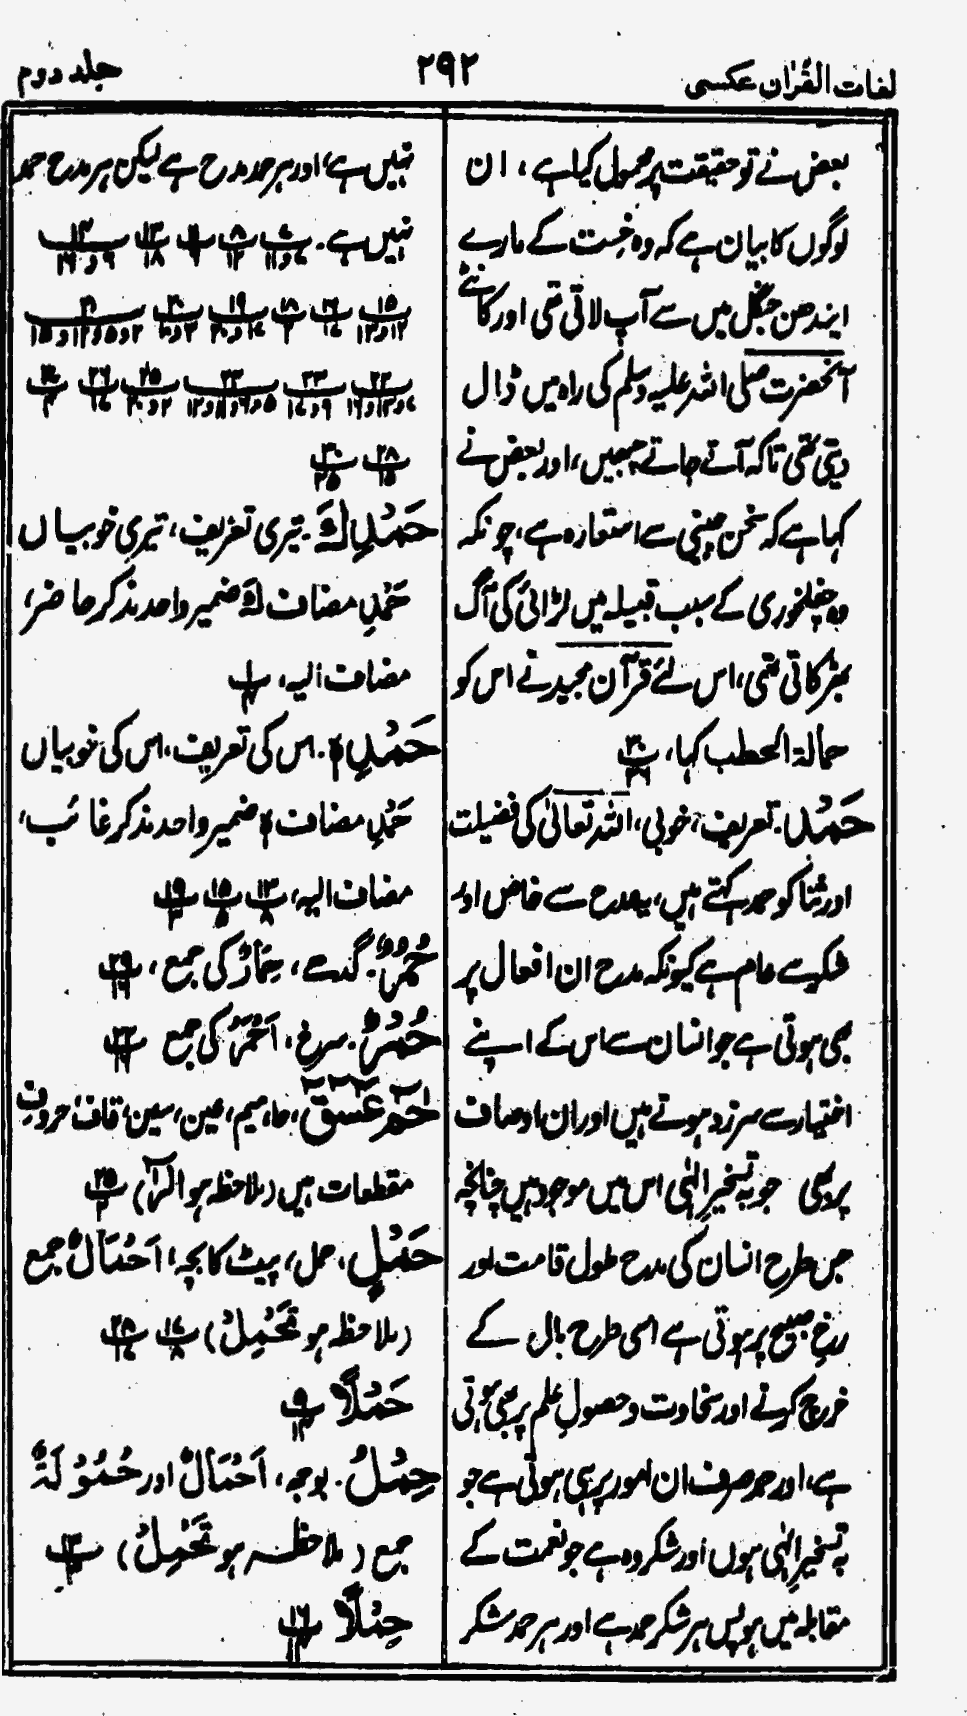 لغات القرآن عکسی
۲۹۲
جلد دوم
بعض نے تو حقیقت پر محمول کیا ہے، ان
لوگوں کا بیان ہے کہ وہ خست کے مارے
ایندھن جنگل میں سے آپ لاتی تھی اور کانٹے
آنحضرت صلی اللہ علیہ وسلم کی راہ میں ڈال
دیتی تھی تاکہ آتے جاتے چبھیں، اور بعض نے
کہا ہے کہ سخن چینی سے استعارہ ہے، چونکہ
وہ چغلخوری کے سبب قبیلہ میں لڑائی کی آگ
بھڑکاتی تھی، اس لئے قرآن مجید نے اس کو
حمالۃ الحطب کہا،
حَمْدُ. تعریف، خوبی، اللہ تعالیٰ کی فضیلت
اور ثنا کو حمد کہتے ہیں، یہ مدح سے خاص اور
شکر سے عام ہے کیونکہ مدح ان افعال پر
بھی ہوتی ہے جو انسان سے اس کے اپنے
اختیار سے سرزد ہوتے ہیں اور ان اوصاف
پر بھی جو بہ تسخیرِ الٰہی اس میں موجود ہیں چنانچہ
جس طرح انسان کی مدح طول قامت اور
رخِ صبیح پر ہوتی ہے اسی طرح مال کے
خرچ کرنے اور سخاوت و حصولِ علم پر بھی ہوتی
ہے، اور حمد صرف ان امور پر ہی ہوتی ہے جو
بہ تسخیرِ الٰہی ہوں اور شکر وہ ہے جو نعمت کے
مقابلہ میں ہو پس ہر شکر حمد ہے اور ہر حمد شکر
نہیں ہے، اور ہر حمد مدح ہے لیکن ہر مدح حمد
نہیں ہے.
حَمْدِكَ. تیری تعریف، تیری خوبیاں
حَمْدِ مضاف كَ ضمیر واحد مذکر حاضر،
مضاف الیہ،
حَمْدِهٖ. اس کی تعریف، اس کی خوبیاں
حَمْدِ مضاف ہٖ ضمیر واحد مذکر غائب،
مضاف الیہ،
حُمُرٌ. گدھے، حِمَارٌ کی جمع،
حُمْرٌ. سرخ، اَحْمَرُ کی جمع
حٰمٓ عٓسٓقٓ، حا، میم، عین، سین، قاف، حروف
مقطعات ہیں (ملاحظہ ہو الٓرٰ)
حَمْلٍ، حمل، پیٹ کا بچہ، اَحْمَالٌ جمع
(ملاحظہ ہو تَحْمِلُ)
حَمْلًا
حِمْلُ. بوجھ، اَحْمَالٌ اور حُمُوْلَۃٌ
جمع (ملاحظہ ہو تَحْمِلُ)
حِمْلًا